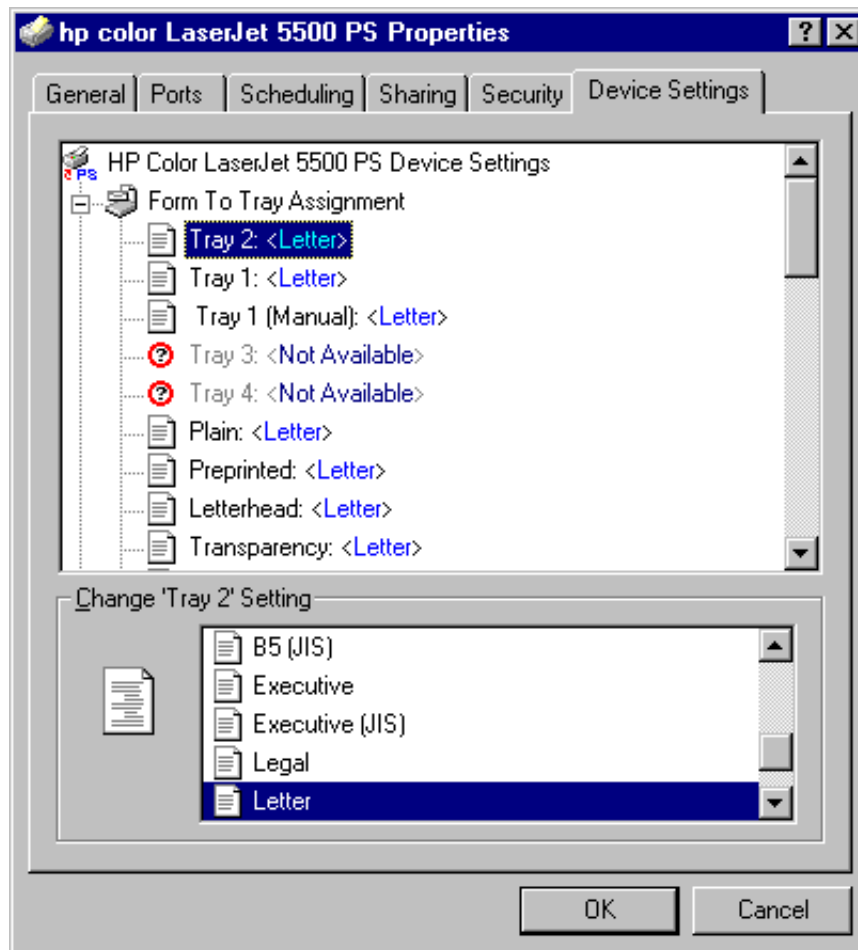 hp color LaserJet 5500 PS Properties
General Ports Scheduling Sharing Security Device Settings
PS HP Color LaserJet 5500 PS Device Settings
Form To Tray Assignment
Tray 2: <Letter>
Tray 1: <Letter>
Tray 1 (Manual): <Letter>
Tray 3: <Not Available>
Tray 4: <Not Available>
Plain: <Letter>
Preprinted: <Letter>
Letterhead: <Letter>
Transparency: <Letter>
Change 'Tray 2' Setting
B5 (JIS)
Executive
Executive (JIS)
Legal
Letter
OK Cancel